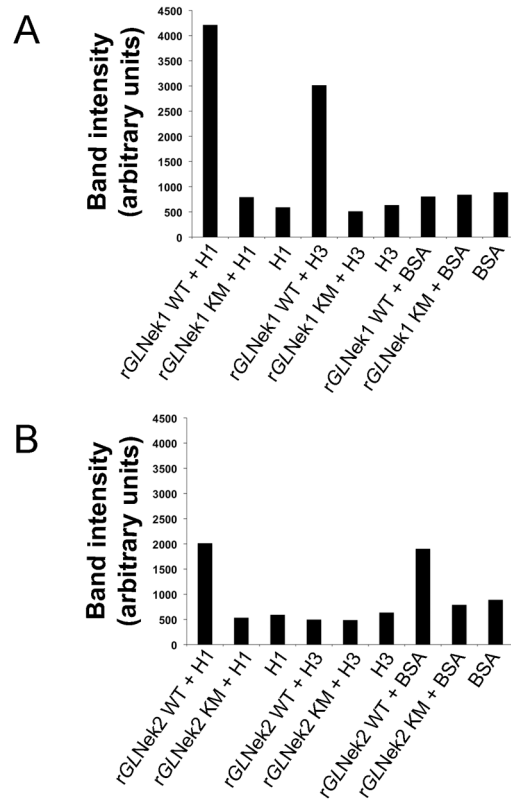 A
Band intensity
(arbitrary units)
4500
4000
3500
3000
2500
2000
1500
1000
500
0
rGLNek1 WT + H1
rGLNek1 KM + H1
H1
rGLNek1 WT + H3
rGLNek1 KM + H3
H3
rGLNek1 WT + BSA
rGLNek1 KM + BSA
BSA
B
Band intensity
(arbitrary units)
4500
4000
3500
3000
2500
2000
1500
1000
500
0
rGLNek2 WT + H1
rGLNek2 KM + H1
H1
rGLNek2 WT + H3
rGLNek2 KM + H3
H3
rGLNek2 WT + BSA
rGLNek2 KM + BSA
BSA